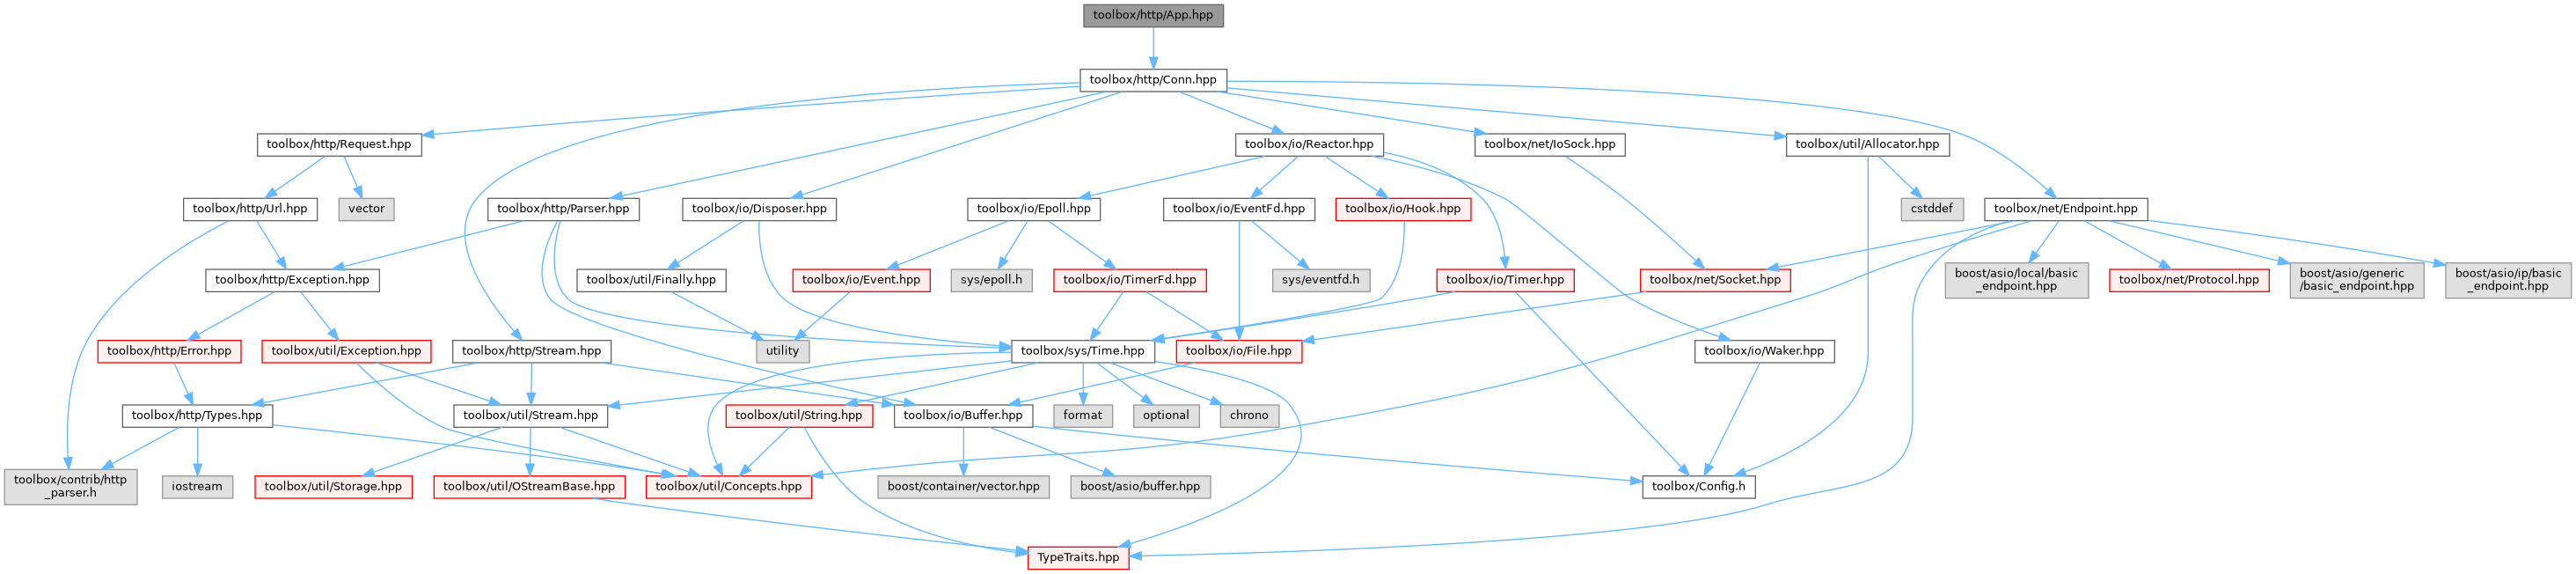 toolbox/http/App.hpp
toolbox/http/Conn.hpp
toolbox/http/Request.hpp
toolbox/io/Reactor.hpp
toolbox/net/IoSock.hpp
toolbox/util/Allocator.hpp
toolbox/http/Url.hpp
vector
toolbox/http/Parser.hpp
toolbox/io/Disposer.hpp
toolbox/io/Epoll.hpp
toolbox/io/EventFd.hpp
toolbox/io/Hook.hpp
cstddef
toolbox/net/Endpoint.hpp
toolbox/http/Exception.hpp
toolbox/util/Finally.hpp
toolbox/io/Event.hpp
sys/epoll.h
toolbox/io/TimerFd.hpp
sys/eventfd.h
toolbox/io/Timer.hpp
toolbox/net/Socket.hpp
boost/asio/local/basic
_endpoint.hpp
toolbox/net/Protocol.hpp
boost/asio/generic
/basic_endpoint.hpp
boost/asio/ip/basic
_endpoint.hpp
toolbox/http/Error.hpp
toolbox/util/Exception.hpp
toolbox/http/Stream.hpp
utility
toolbox/sys/Time.hpp
toolbox/io/File.hpp
toolbox/io/Waker.hpp
toolbox/http/Types.hpp
toolbox/util/Stream.hpp
toolbox/util/String.hpp
toolbox/io/Buffer.hpp
format
optional
chrono
toolbox/contrib/http
_parser.h
iostream
toolbox/util/Storage.hpp
toolbox/util/OStreamBase.hpp
toolbox/util/Concepts.hpp
boost/container/vector.hpp
boost/asio/buffer.hpp
toolbox/Config.h
TypeTraits.hpp